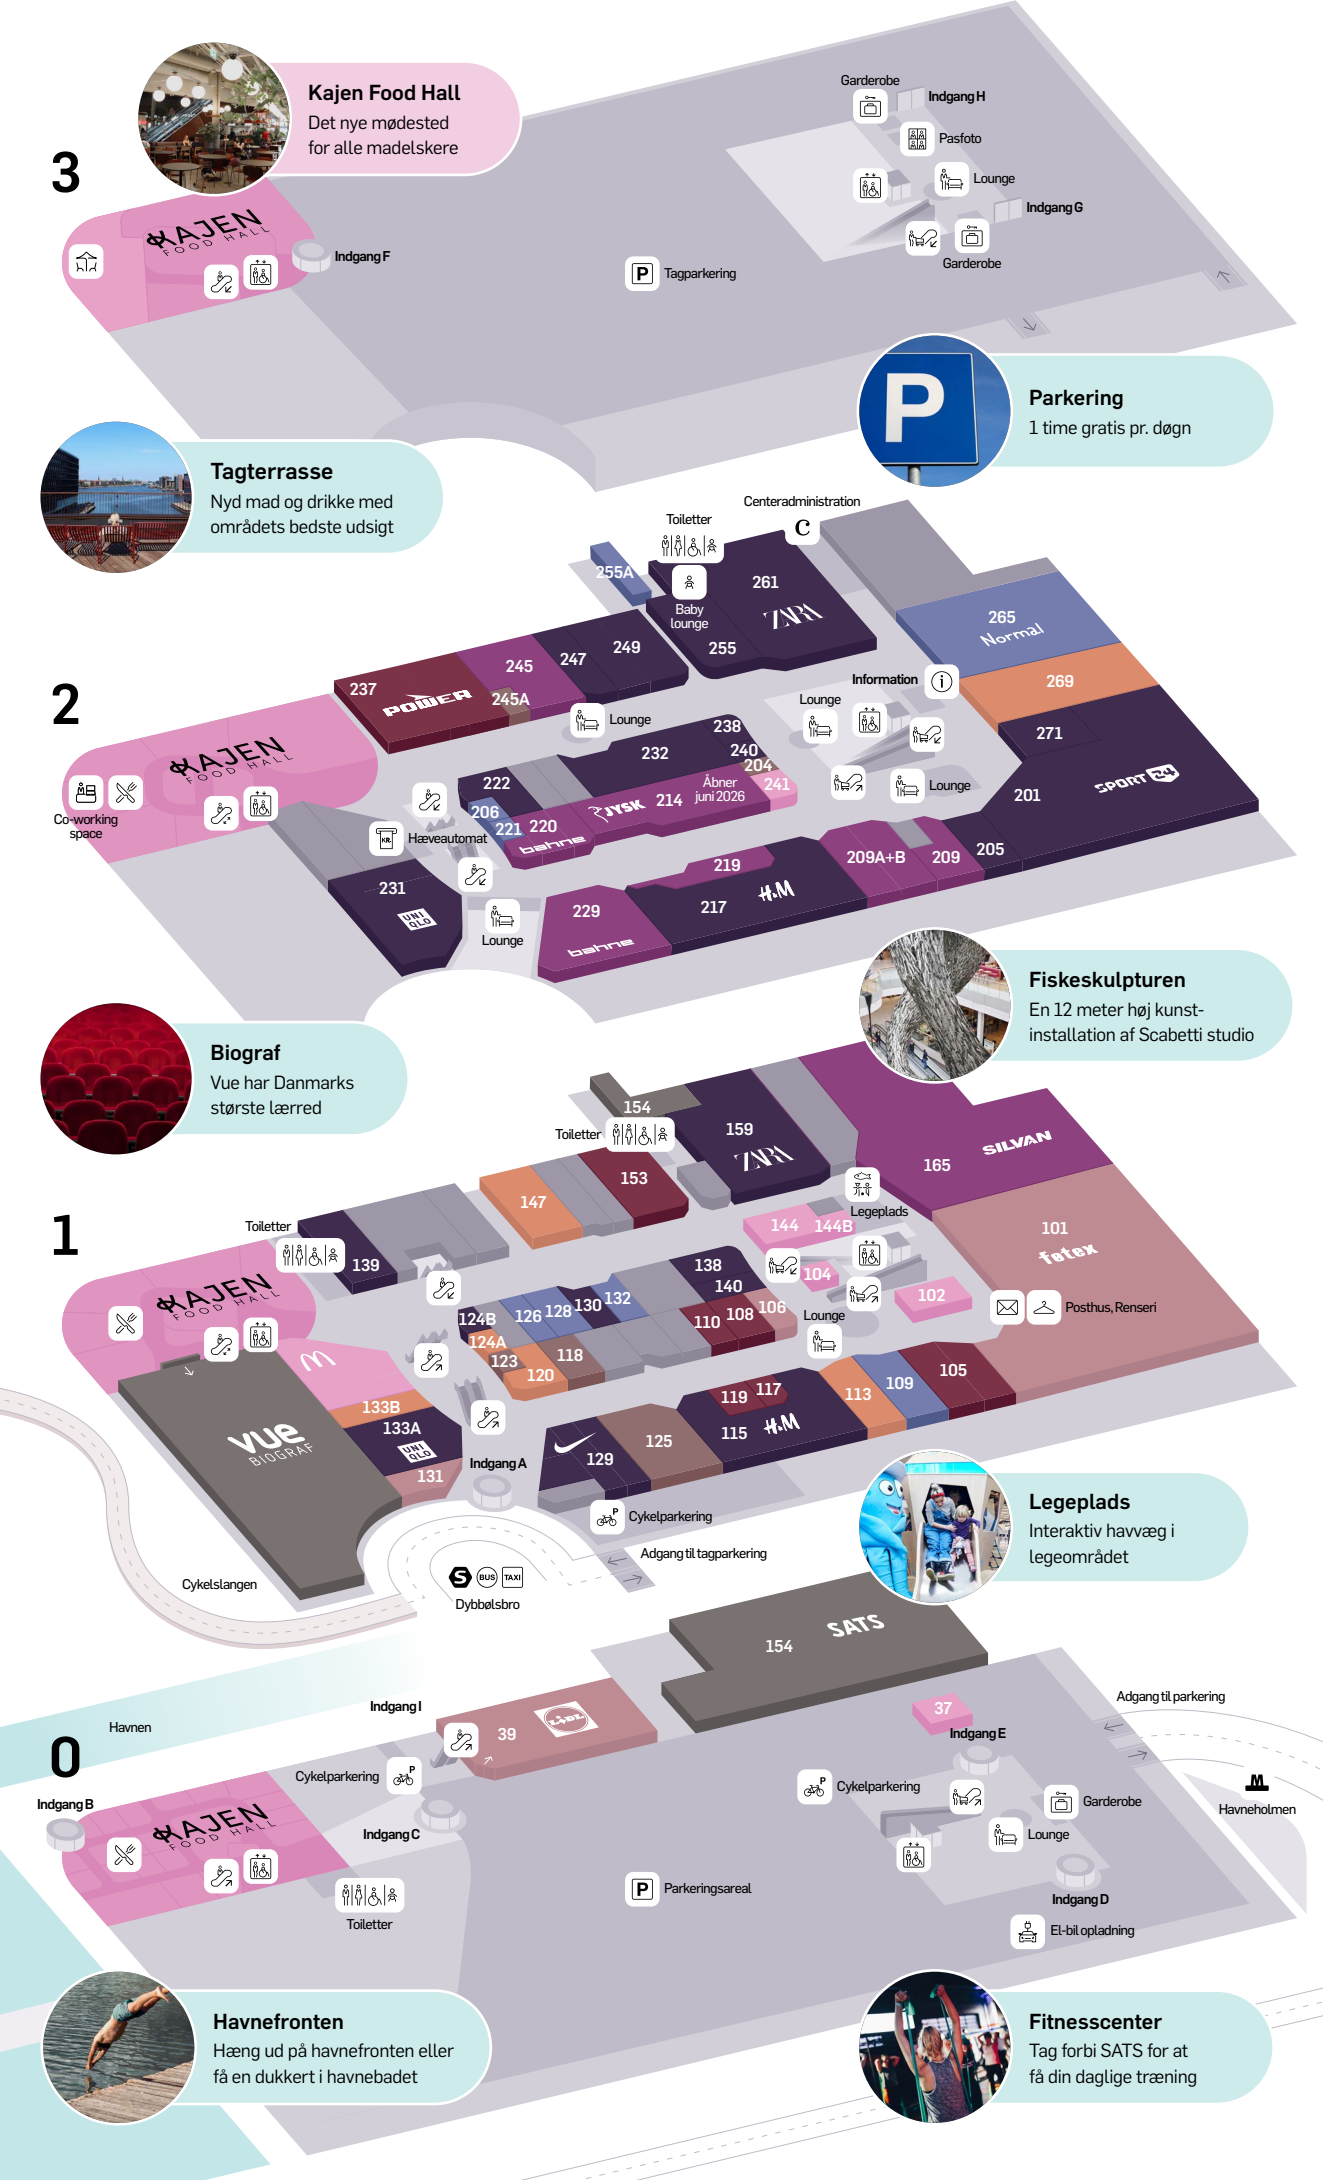 3
Kajen Food Hall
Det nye mødested
for alle madelskere
KAJEN
FOOD HALL
Indgang F
Garderobe
Indgang H
Pasfoto
Lounge
Indgang G
Garderobe
P
Tagparkering
P
Parkering
1 time gratis pr. døgn
Tagterrasse
Nyd mad og drikke med
områdets bedste udsigt
2
Centeradministration
C
Toiletter
255A
Baby
lounge
261
ZARA
255
265
Normal
269
271
201
SPORT 24
205
209
209A+B
Information
Lounge
Lounge
249
247
245
245A
237
POWER
Lounge
238
232
240
204
241
222
206
221
220
bahne
JYSK
214
Åbner
juni 2026
KAJEN
FOOD HALL
Co-working
space
KR.
Hæveautomat
231
UNI
QLO
Lounge
229
bahne
219
217
H&M
Fiskeskulpturen
En 12 meter høj kunst-
installation af Scabetti studio
Biograf
Vue har Danmarks
største lærred
1
154
Toiletter
159
ZARA
153
147
165
SILVAN
101
føtex
Posthus, Renseri
Legeplads
144
144B
104
102
Lounge
Toiletter
139
KAJEN
FOOD HALL
138
140
106
108
110
132
130
128
126
124B
124A
123
120
118
133B
133A
UNI
QLO
131
VUE
BIOGRAF
Indgang A
129
125
119
117
115
H&M
113
109
105
P
Cykelparkering
Adgang til tagparkering
S
BUS
TAXI
Dybbølsbro
Cykelslangen
Legeplads
Interaktiv havvæg i
legeområdet
0
Havnen
154
SATS
Indgang I
39
LIDL
37
Indgang E
Adgang til parkering
P
Cykelparkering
Indgang B
KAJEN
FOOD HALL
Indgang C
Toiletter
P
Cykelparkering
Garderobe
Lounge
Indgang D
M
Havneholmen
P
Parkeringsareal
El-bil opladning
Havnefronten
Hæng ud på havnefronten eller
få en dukkert i havnebadet
Fitnesscenter
Tag forbi SATS for at
få din daglige træning